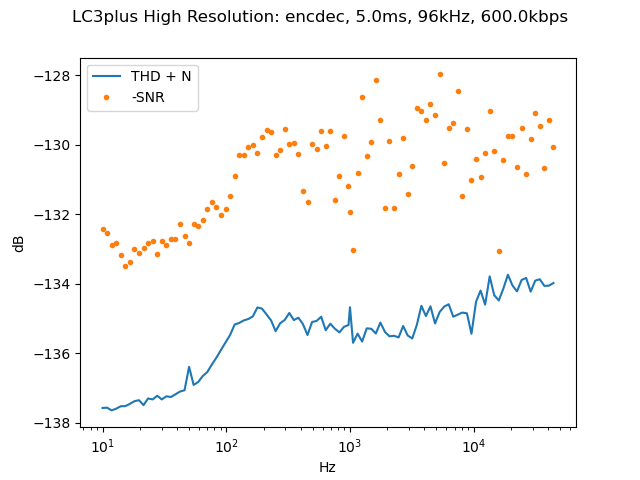 LC3plus High Resolution: encdec, 5.0ms, 96kHz, 600.0kbps
THD + N
-SNR
−128
−130
−132
−134
−136
−138
dB
10¹
10²
10³
10⁴
Hz